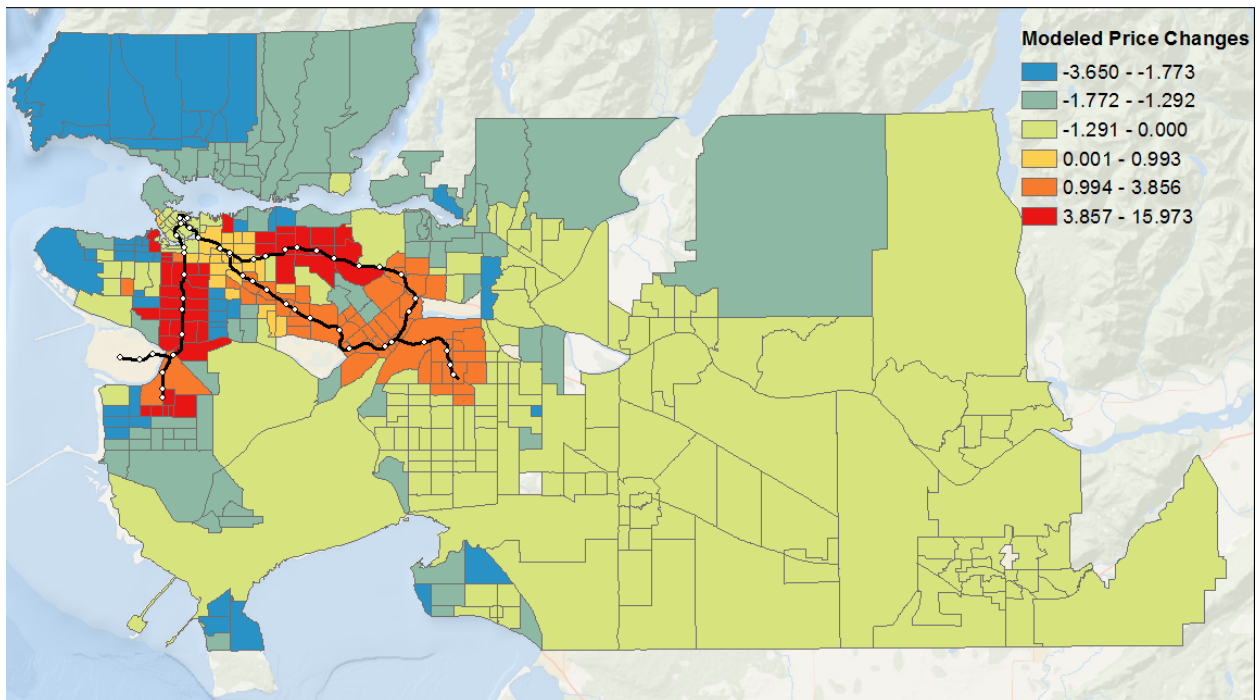 Modeled Price Changes
-3.650 - -1.773
-1.772 - -1.292
-1.291 - 0.000
0.001 - 0.993
0.994 - 3.856
3.857 - 15.973